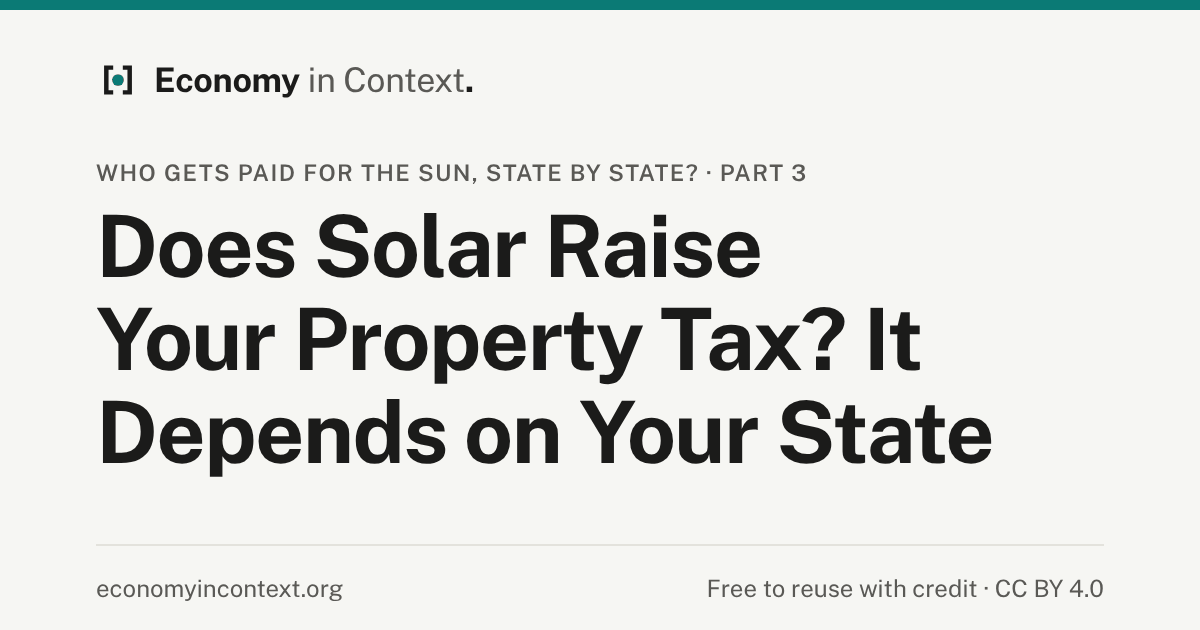 Economy in Context.
WHO GETS PAID FOR THE SUN, STATE BY STATE? · PART 3
Does Solar Raise
Your Property Tax? It
Depends on Your State
economyincontext.org
Free to reuse with credit · CC BY 4.0